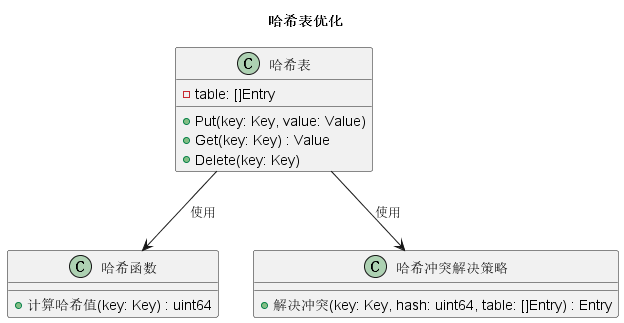 哈希表优化
C 哈希表
table: []Entry
Put(key: Key, value: Value)
Get(key: Key) : Value
Delete(key: Key)
使用
使用
C 哈希函数
计算哈希值(key: Key) : uint64
C 哈希冲突解决策略
解决冲突(key: Key, hash: uint64, table: []Entry) : Entry